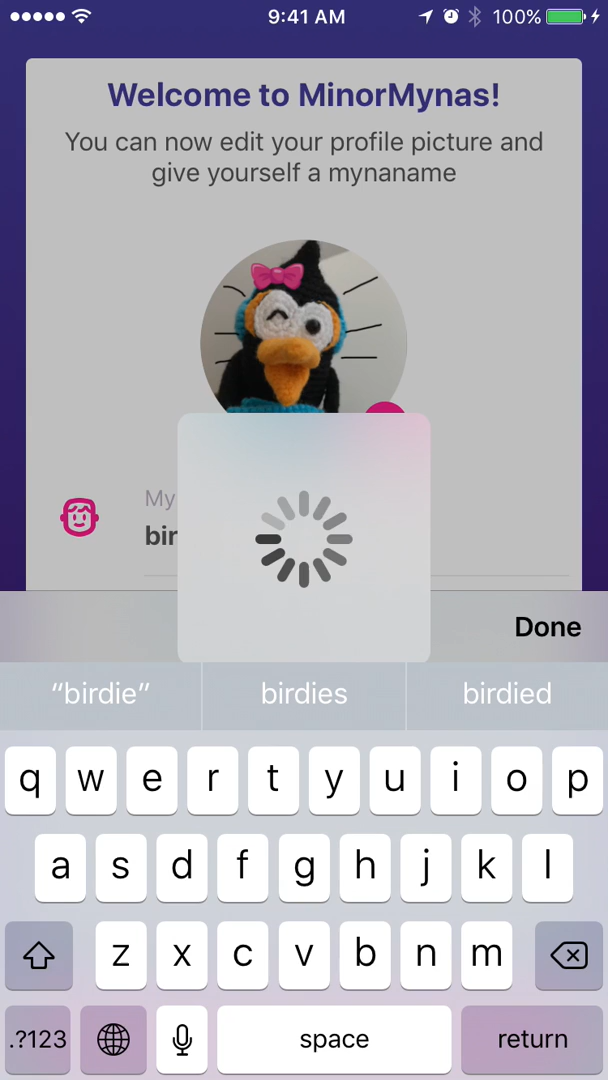 9:41 AM 100%
Welcome to MinorMynas!
You can now edit your profile picture and
give yourself a mynaname
My
bir
Done
“birdie” birdies birdied
q w e r t y u i o p
a s d f g h j k l
z x c v b n m
.?123 space return